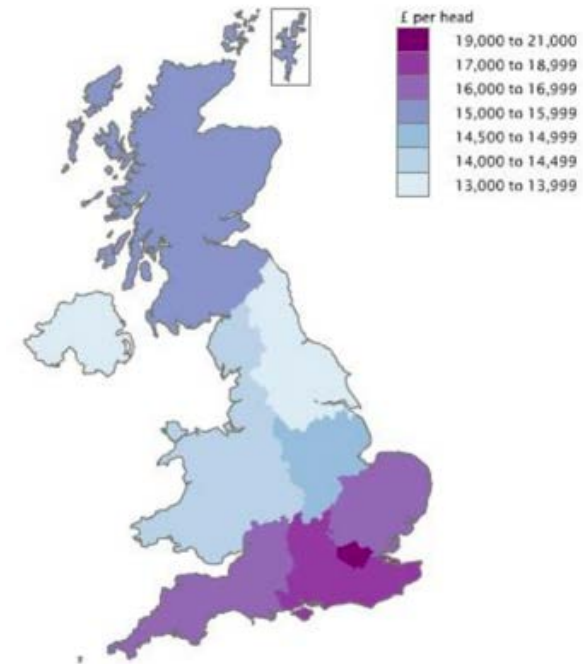 £ per head
19,000 to 21,000
17,000 to 18,999
16,000 to 16,999
15,000 to 15,999
14,500 to 14,999
14,000 to 14,499
13,000 to 13,999